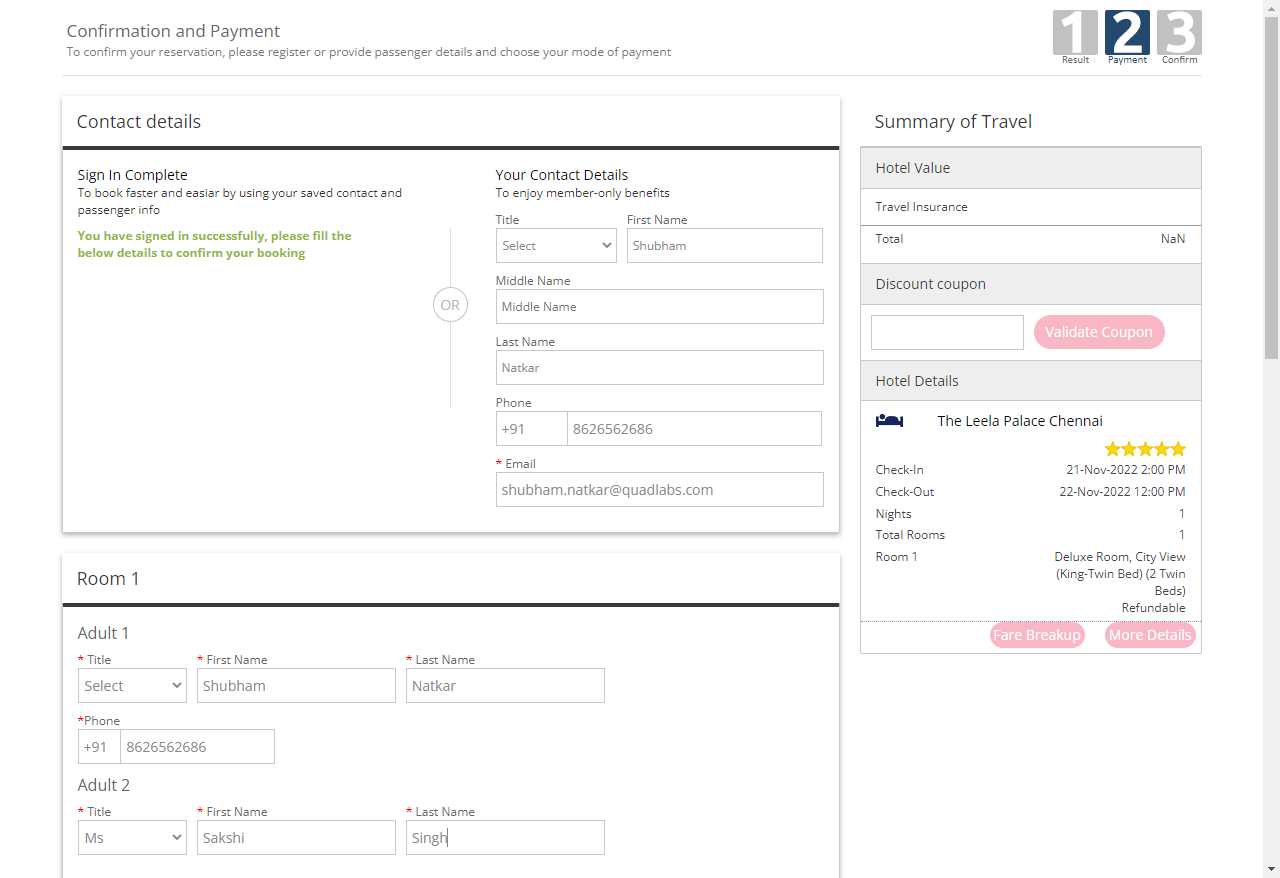 Confirmation and Payment
To confirm your reservation, please register or provide passenger details and choose your mode of payment
1 2 3
Result Payment Confirm
Contact details
Sign In Complete
To book faster and easiar by using your saved contact and
passenger info
You have signed in successfully, please fill the
below details to confirm your booking
OR
Your Contact Details
To enjoy member-only benefits
Title First Name
Select Shubham
Middle Name
Middle Name
Last Name
Natkar
Phone
+91 8626562686
* Email
shubham.natkar@quadlabs.com
Room 1
Adult 1
* Title * First Name * Last Name
Select Shubham Natkar
*Phone
+91 8626562686
Adult 2
* Title * First Name * Last Name
Ms Sakshi Singh
Summary of Travel
Hotel Value
Travel Insurance
Total NaN
Discount coupon
Validate Coupon
Hotel Details
The Leela Palace Chennai
Check-In 21-Nov-2022 2:00 PM
Check-Out 22-Nov-2022 12:00 PM
Nights 1
Total Rooms 1
Room 1 Deluxe Room, City View
(King-Twin Bed) (2 Twin
Beds)
Refundable
Fare Breakup More Details